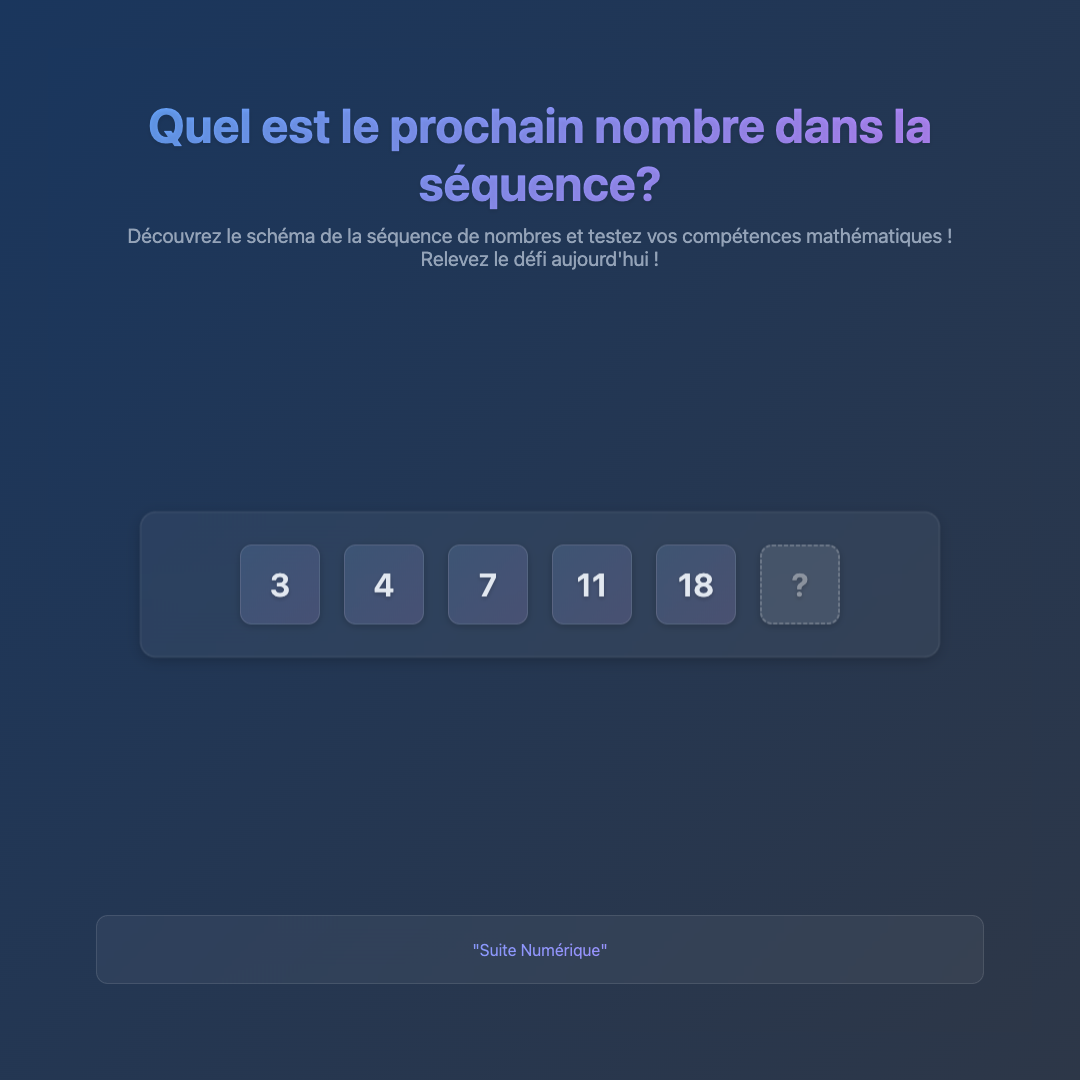 Quel est le prochain nombre dans la
séquence?
Découvrez le schéma de la séquence de nombres et testez vos compétences mathématiques !
Relevez le défi aujourd'hui !
3 4 7 11 18 ?
"Suite Numérique"